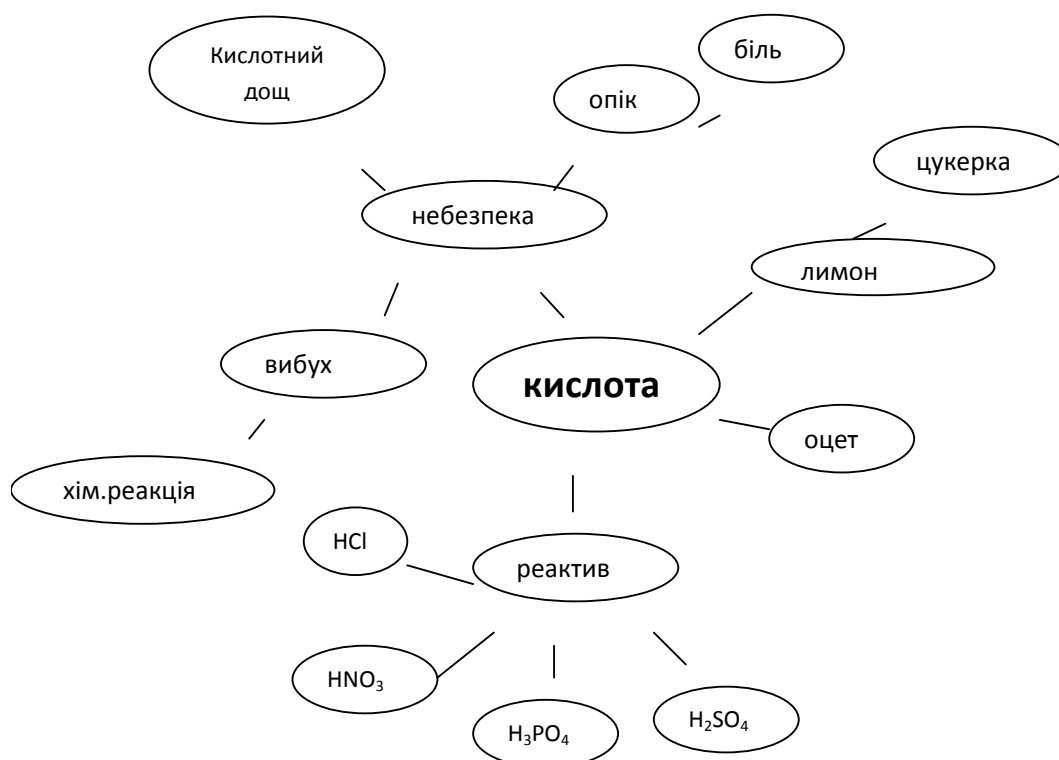 біль
Кислотний
дощ
опік
цукерка
небезпека
лимон
вибух
кислота
оцет
хім.реакція
HCl
реактив
HNO₃
H₃PO₄
H₂SO₄